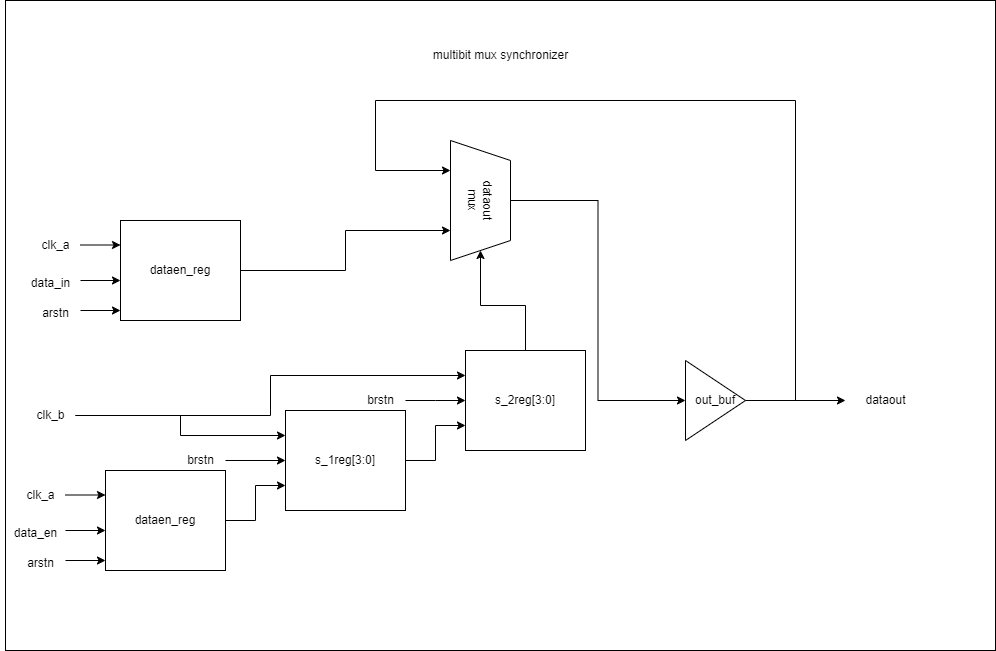 multibit mux synchronizer
dataout
mux
clk_a
data_in
arstn
dataen_reg
clk_b
brstn
s_2reg[3:0]
out_buf
dataout
brstn
s_1reg[3:0]
clk_a
data_en
arstn
dataen_reg